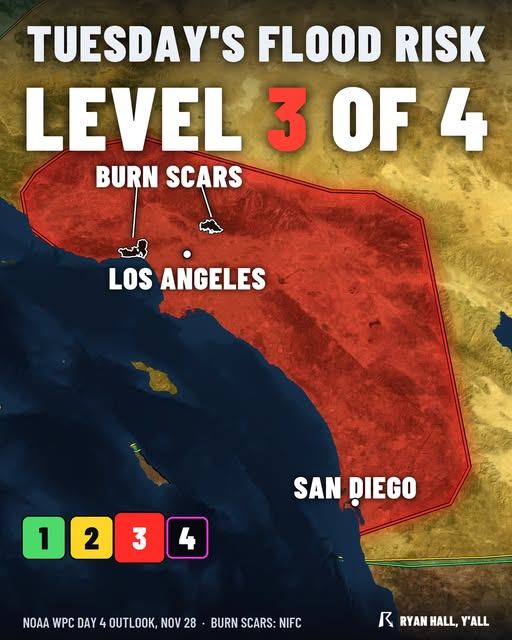 TUESDAY'S FLOOD RISK
LEVEL 3 OF 4
BURN SCARS
LOS ANGELES
SAN DIEGO
1 2 3 4
NOAA WPC DAY 4 OUTLOOK, NOV 28 · BURN SCARS: NIFC
RYAN HALL, Y'ALL